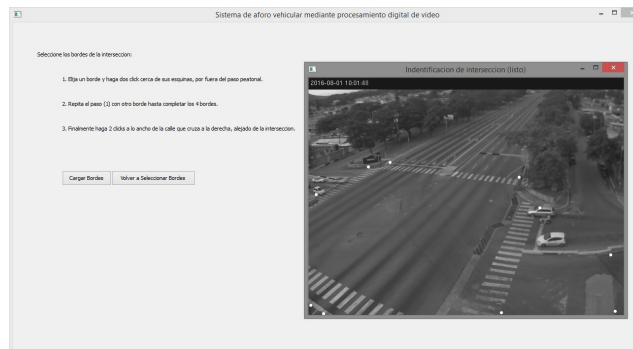 Sistema de aforo vehicular mediante procesamiento digital de video
Seleccione los bordes de la interseccion:
1. Elija un borde y haga dos click cerca de sus esquinas, por fuera del paso peatonal.
2. Repita el paso (1) con otro borde hasta completar los 4 bordes.
3. Finalmente haga 2 clicks a lo ancho de la calle que cruza a la derecha, alejado de la interseccion.
Cargar Bordes
Volver a Seleccionar Bordes
Indentificacion de interseccion (listo)
2016-08-01 10:01:48